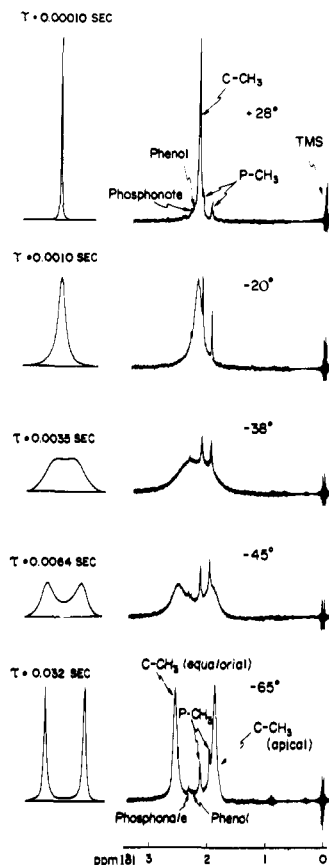 τ = 0.00010 SEC
C-CH₃
+28°
Phenol
TMS
P-CH₃
Phosphonate
τ = 0.0010 SEC
-20°
τ = 0.0035 SEC
-38°
τ = 0.0064 SEC
-45°
τ = 0.032 SEC
C-CH₃ (equatorial)
-65°
P-CH₃
C-CH₃
(apical)
Phosphonate
Phenol
ppm (δ) 3 2 1 0